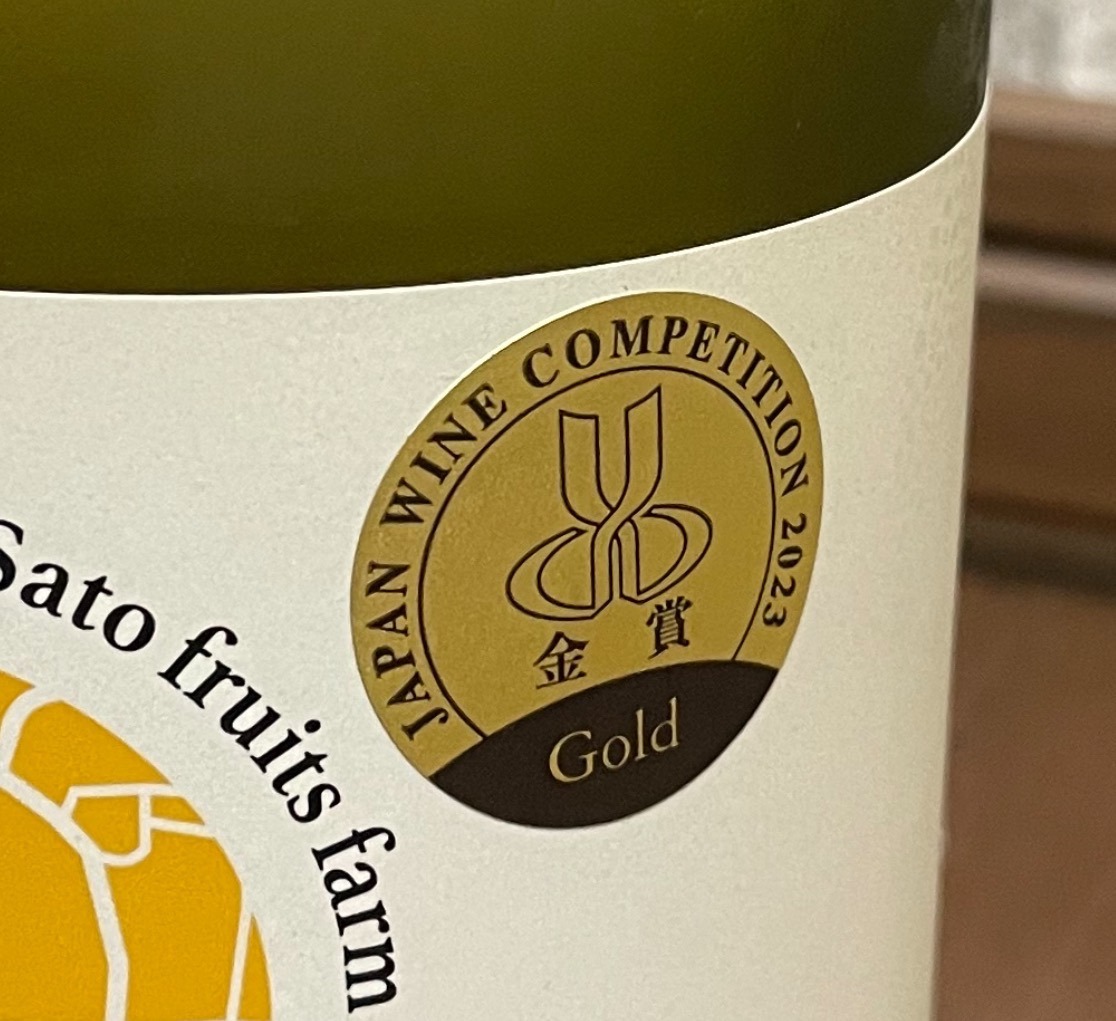 JAPAN WINE COMPETITION 2023
金賞
Gold
Sato fruits farm